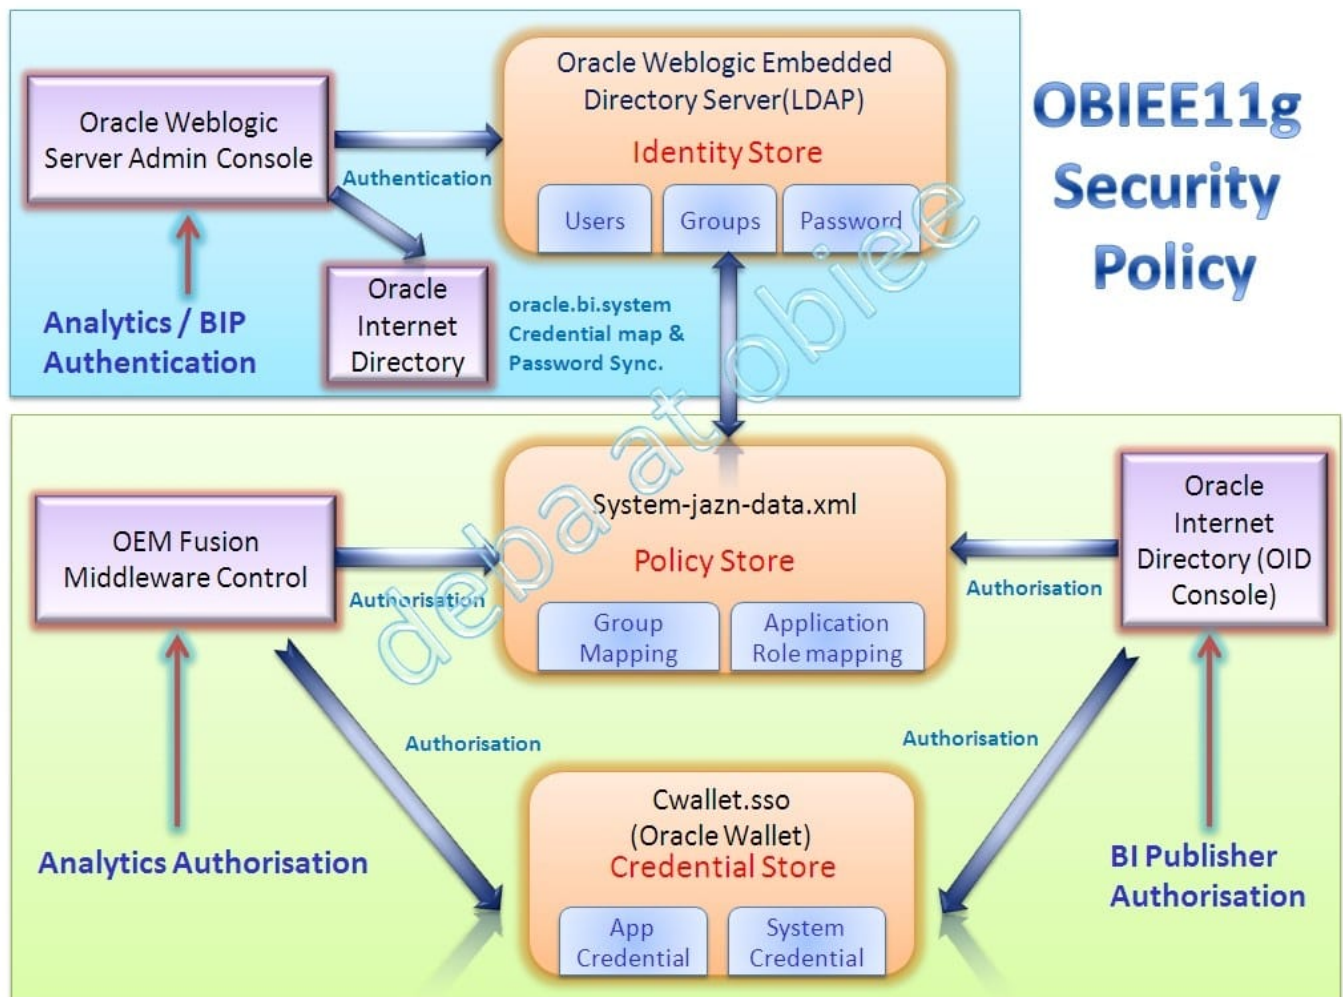 OBIEE11g
Security
Policy
Oracle Weblogic
Server Admin Console
Authentication
Oracle Weblogic Embedded
Directory Server(LDAP)
Identity Store
Users
Groups
Password
Analytics / BIP
Authentication
Oracle
Internet
Directory
oracle.bi.system
Credential map &
Password Sync.
deba at obiee
OEM Fusion
Middleware Control
Authorisation
System-jazn-data.xml
Policy Store
Group
Mapping
Application
Role mapping
Oracle
Internet
Directory (OID
Console)
Authorisation
Authorisation
Authorisation
Analytics Authorisation
Cwallet.sso
(Oracle Wallet)
Credential Store
App
Credential
System
Credential
BI Publisher
Authorisation